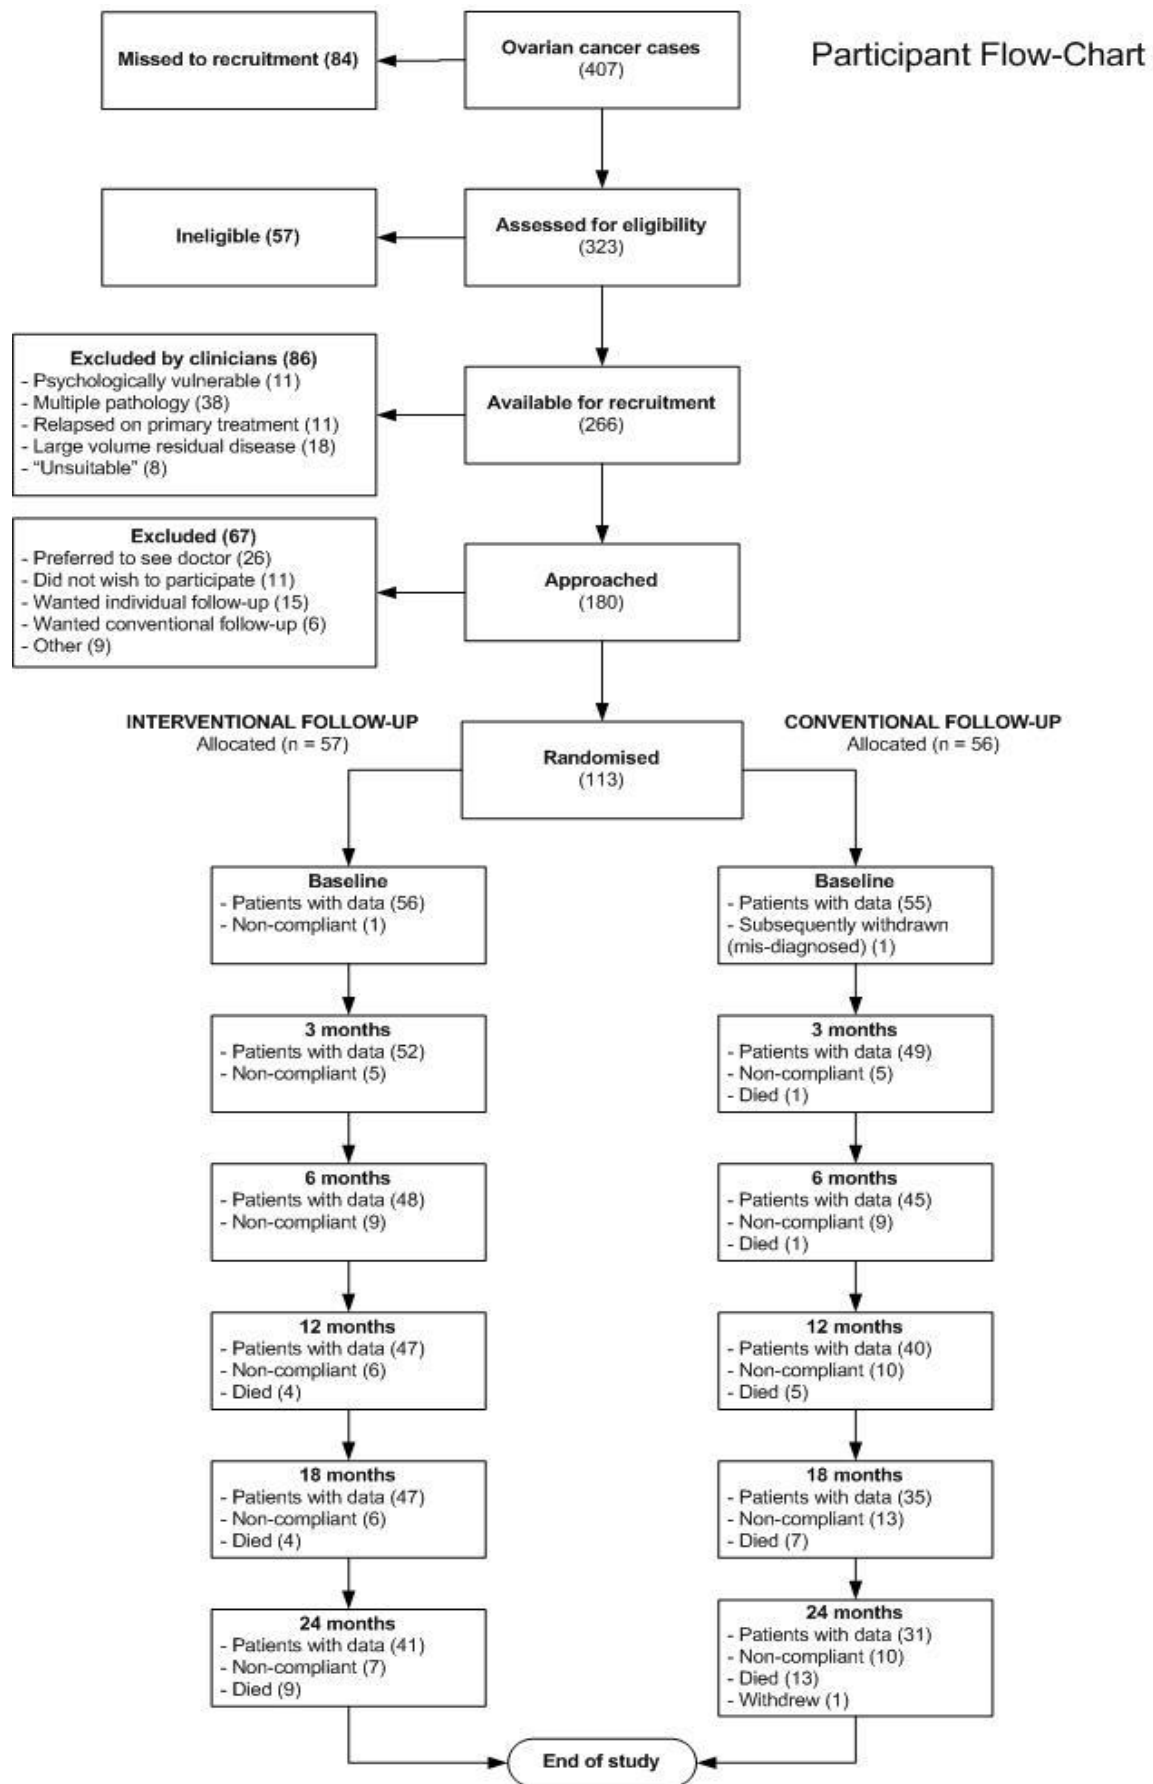 Participant Flow-Chart
Ovarian cancer cases
(407)
Missed to recruitment (84)
Assessed for eligibility
(323)
Ineligible (57)
Available for recruitment
(266)
Excluded by clinicians (86)
- Psychologically vulnerable (11)
- Multiple pathology (38)
- Relapsed on primary treatment (11)
- Large volume residual disease (18)
- “Unsuitable” (8)
Approached
(180)
Excluded (67)
- Preferred to see doctor (26)
- Did not wish to participate (11)
- Wanted individual follow-up (15)
- Wanted conventional follow-up (6)
- Other (9)
Randomised
(113)
INTERVENTIONAL FOLLOW-UP
Allocated (n = 57)
Baseline
- Patients with data (56)
- Non-compliant (1)
3 months
- Patients with data (52)
- Non-compliant (5)
6 months
- Patients with data (48)
- Non-compliant (9)
12 months
- Patients with data (47)
- Non-compliant (6)
- Died (4)
18 months
- Patients with data (47)
- Non-compliant (6)
- Died (4)
24 months
- Patients with data (41)
- Non-compliant (7)
- Died (9)
CONVENTIONAL FOLLOW-UP
Allocated (n = 56)
Baseline
- Patients with data (55)
- Subsequently withdrawn
(mis-diagnosed) (1)
3 months
- Patients with data (49)
- Non-compliant (5)
- Died (1)
6 months
- Patients with data (45)
- Non-compliant (9)
- Died (1)
12 months
- Patients with data (40)
- Non-compliant (10)
- Died (5)
18 months
- Patients with data (35)
- Non-compliant (13)
- Died (7)
24 months
- Patients with data (31)
- Non-compliant (10)
- Died (13)
- Withdrew (1)
End of study